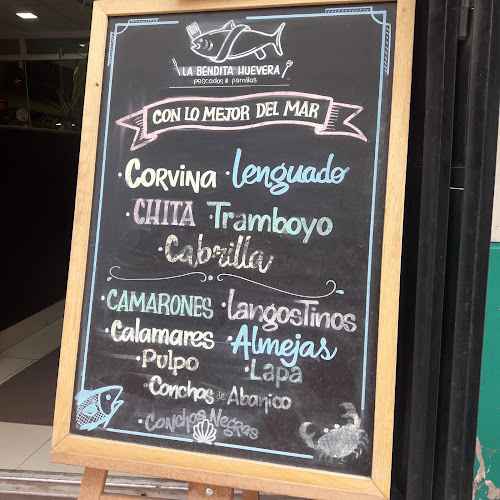 LA BENDITA HUEVERA
pescados & parrillas
CON LO MEJOR DEL MAR
·CORVINA ·Lenguado
·CHITA ·Tramboyo
·Cabrilla
·CAMARONES ·LANGOSTINOS
·Calamares ·Almejas
·Pulpo ·LAPA
·CONCHAS de ABANICO
·CONCHAS NEGRAS